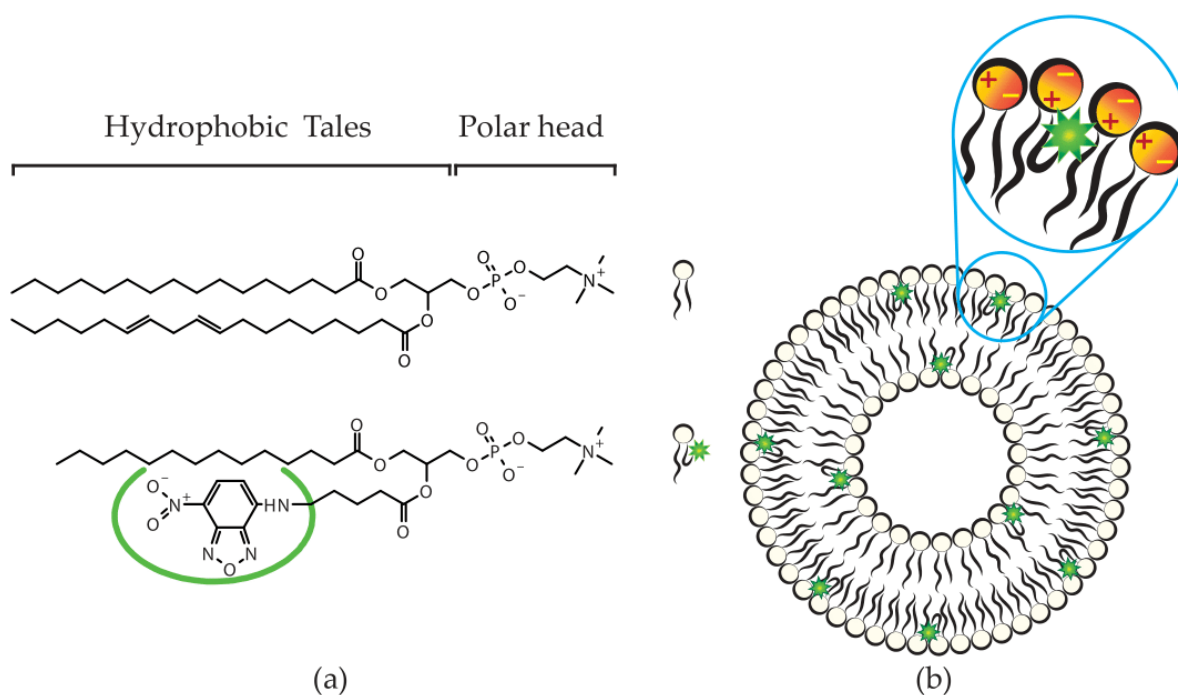 Hydrophobic Tales Polar head
+ − − + − + + −
O O P O O⁻ O N⁺
O O
O
O O P O O⁻ O N⁺
O⁻ N⁺ O HN O O
N O N
(a) (b)